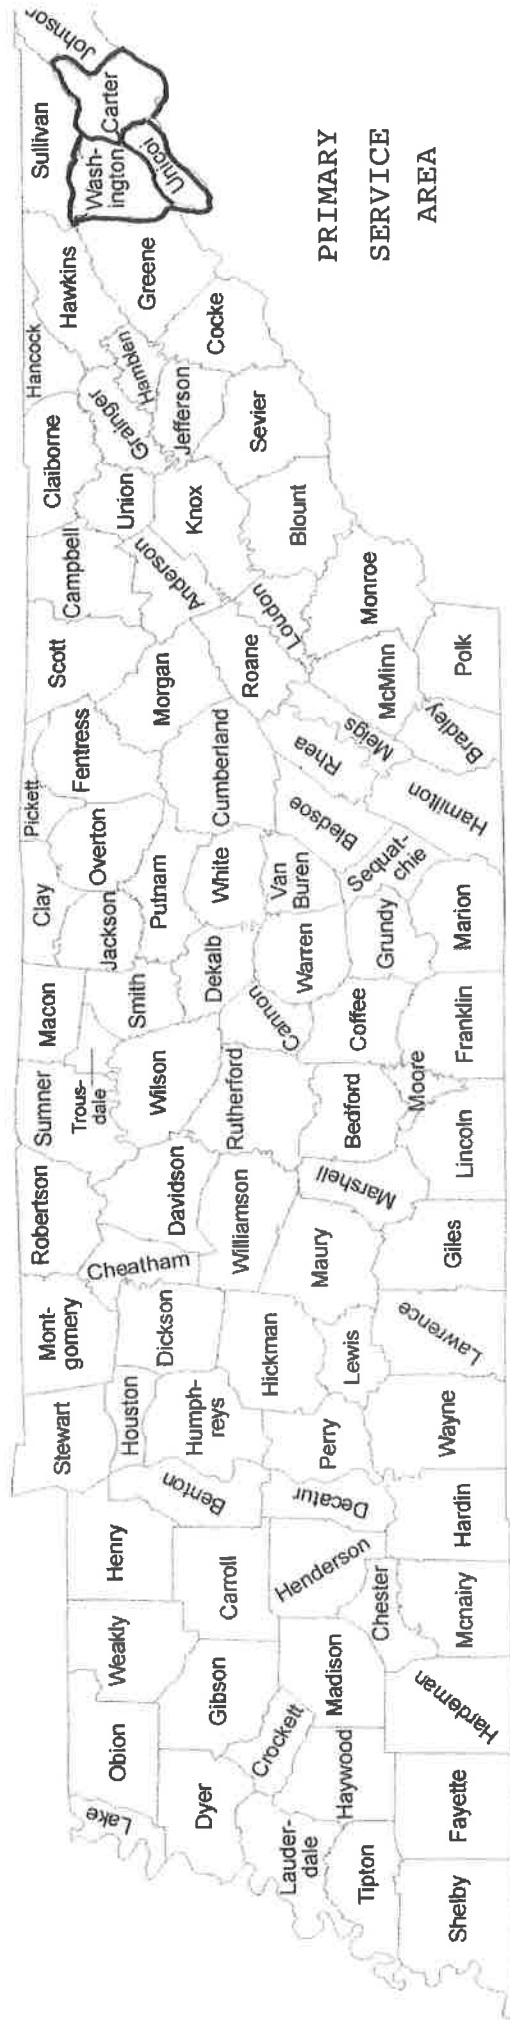 Johnson
Sullivan
Carter
Wash-
ington
Unicoi
Hawkins
Greene
Hancock
Hamblen
Cocke
Grainger
Jefferson
Claiborne
Sevier
Union
Knox
Campbell
Anderson
Blount
Scott
Loudon
Monroe
Morgan
Roane
McMinn
Polk
Fentress
Meigs
Rhea
Bradley
Pickett
Cumberland
Bledsoe
Hamilton
Overton
Clay
Putnam
White
Van
Buren
Sequat-
chie
Jackson
Grundy
Marion
Macon
Smith
Dekalb
Warren
Cannon
Coffee
Franklin
Sumner
Trous-
dale
Wilson
Rutherford
Bedford
Moore
Lincoln
Robertson
Davidson
Williamson
Marshell
Cheatham
Maury
Giles
Mont-
gomery
Dickson
Hickman
Lewis
Lawrence
Stewart
Houston
Humph-
reys
Perry
Wayne
Benton
Decatur
Hardin
Henry
Carroll
Henderson
Chester
Mcnairy
Weakly
Gibson
Madison
Hardeman
Obion
Crockett
Haywood
Lake
Dyer
Lauder-
dale
Tipton
Fayette
Shelby
PRIMARY
SERVICE
AREA